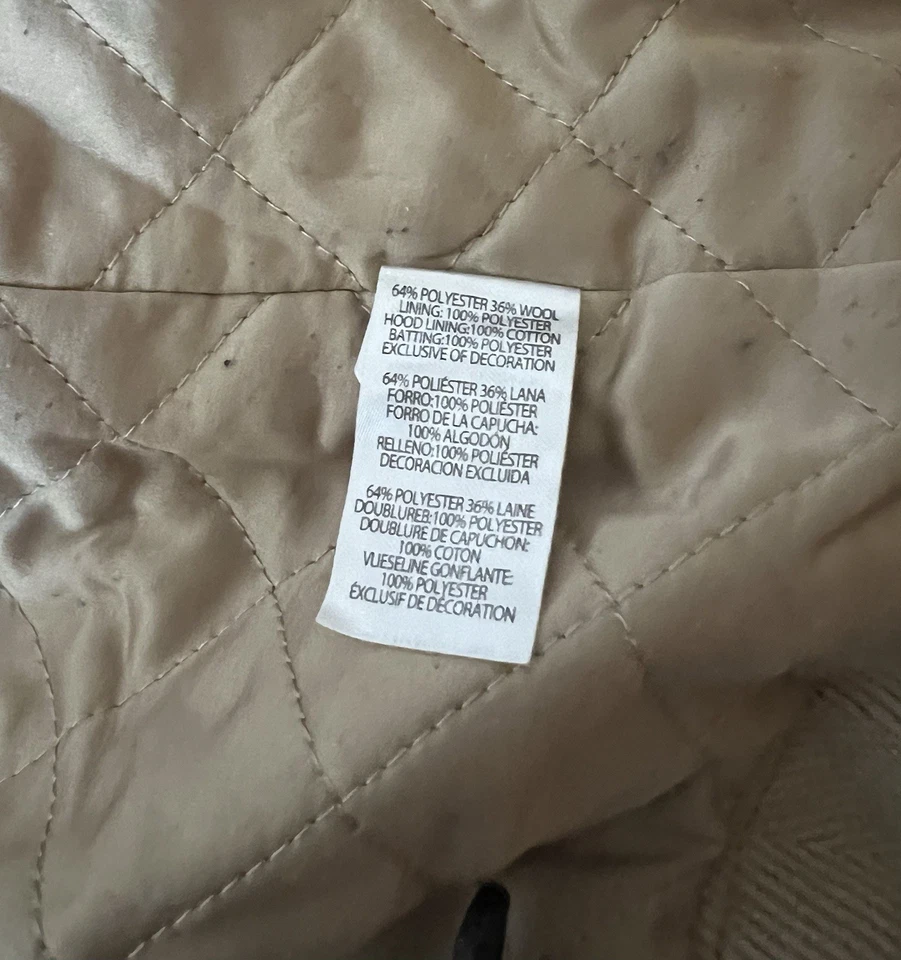 64% POLYESTER 36% WOOL
LINING: 100% POLYESTER
HOOD LINING:100% COTTON
BATTING:100% POLYESTER
EXCLUSIVE OF DECORATION
64% POLIÉSTER 36% LANA
FORRO:100% POLIÉSTER
FORRO DE LA CAPUCHA:
100% ALGODÓN
RELLENO:100% POLIÉSTER
DECORACION EXCLUIDA
64% POLYESTER 36% LAINE
DOUBLUREB:100% POLYESTER
DOUBLURE DE CAPUCHON:
100% COTON
VLIESELINE GONFLANTE:
100% POLYESTER
ÉXCLUSIF DE DÉCORATION